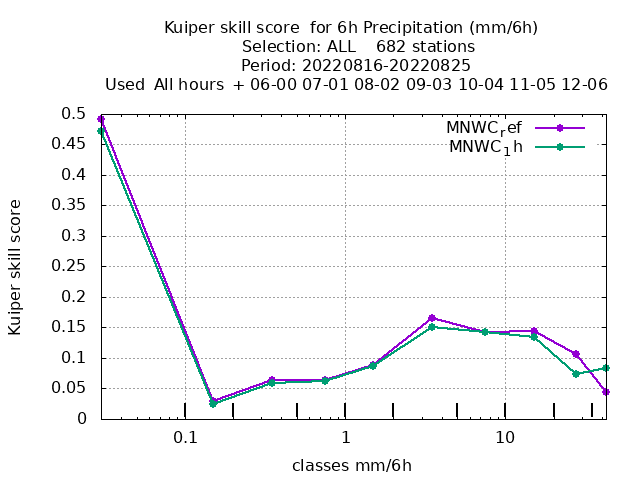 Kuiper skill score  for 6h Precipitation (mm/6h)
Selection: ALL    682 stations
Period: 20220816-20220825
Used  All hours  + 06-00 07-01 08-02 09-03 10-04 11-05 12-06
MNWC_ref
MNWC_1h
0.5
0.45
0.4
0.35
0.3
0.25
0.2
0.15
0.1
0.05
0
Kuiper skill score
0.1 1 10
classes mm/6h